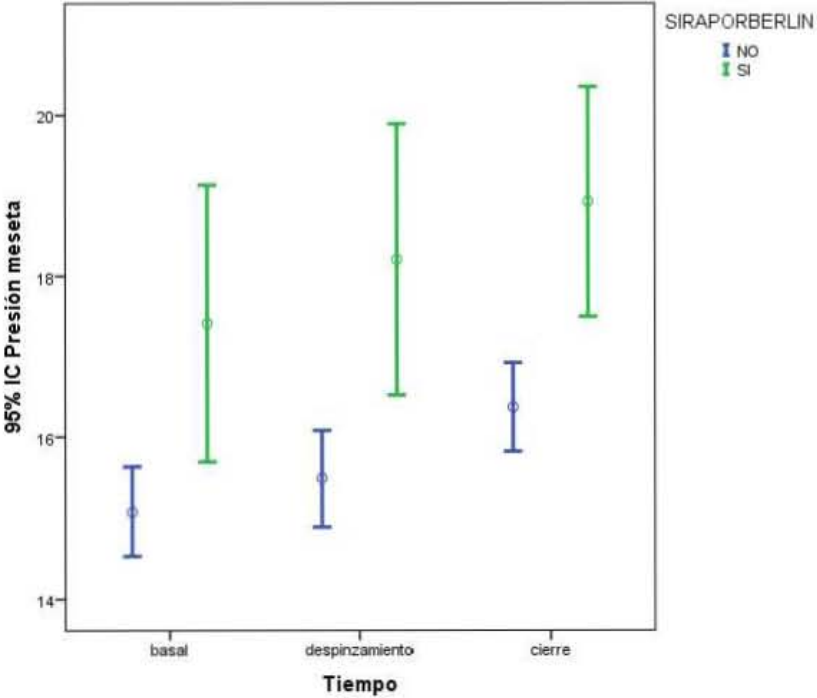 SIRAPORBERLIN
NO
SI
95% IC Presión meseta
20
18
16
14
basal
despinzamiento
cierre
Tiempo